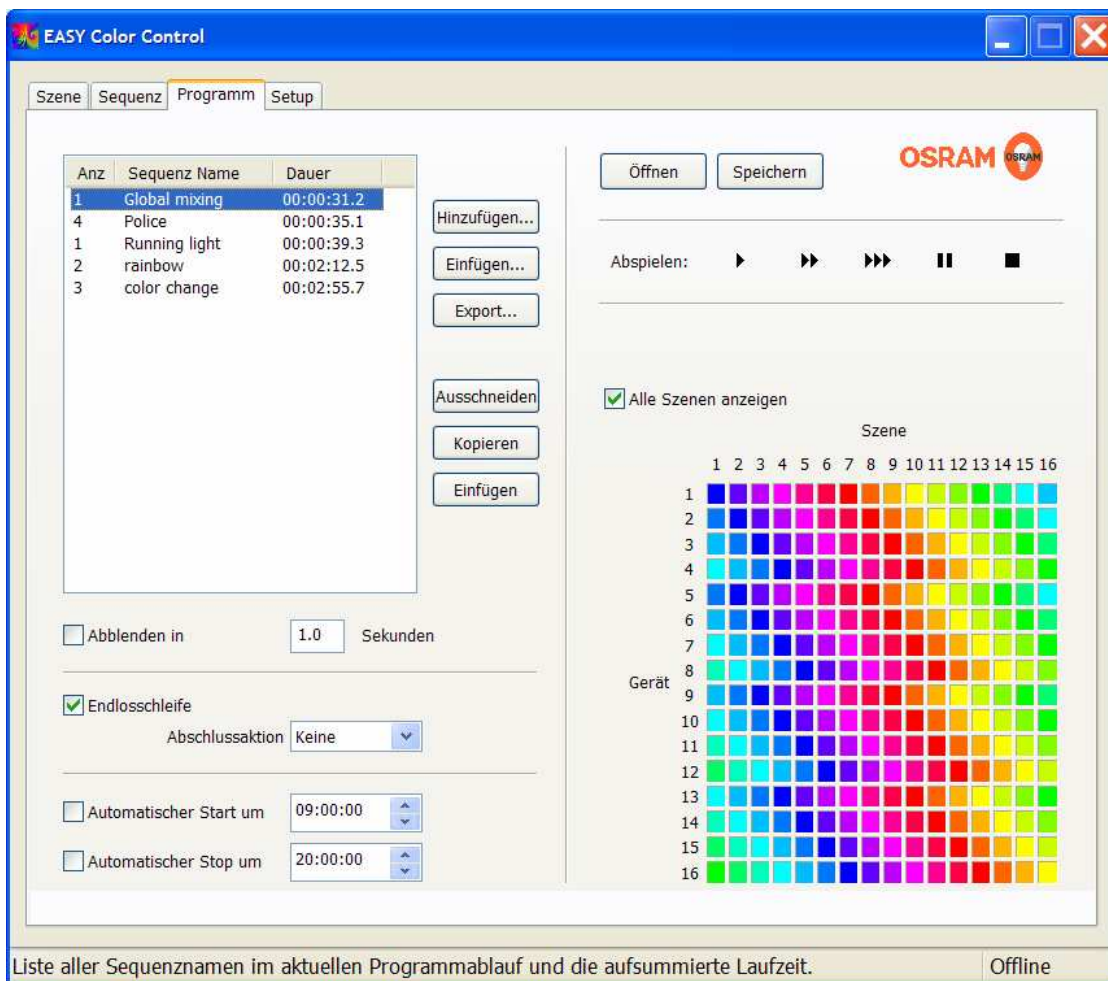 EASY Color Control
Szene Sequenz Programm Setup
Anz Sequenz Name Dauer
1 Global mixing 00:00:31.2
4 Police 00:00:35.1
1 Running light 00:00:39.3
2 rainbow 00:02:12.5
3 color change 00:02:55.7
Hinzufügen...
Einfügen...
Export...
Ausschneiden
Kopieren
Einfügen
Abblenden in 1.0 Sekunden
Endlosschleife
Abschlussaktion Keine
Automatischer Start um 09:00:00
Automatischer Stop um 20:00:00
Öffnen Speichern
OSRAM OSRAM
Abspielen:
Alle Szenen anzeigen
Szene
1 2 3 4 5 6 7 8 9 10 11 12 13 14 15 16
1
2
3
4
5
6
7
8
Gerät
9
10
11
12
13
14
15
16
Liste aller Sequenznamen im aktuellen Programmablauf und die aufsummierte Laufzeit. Offline